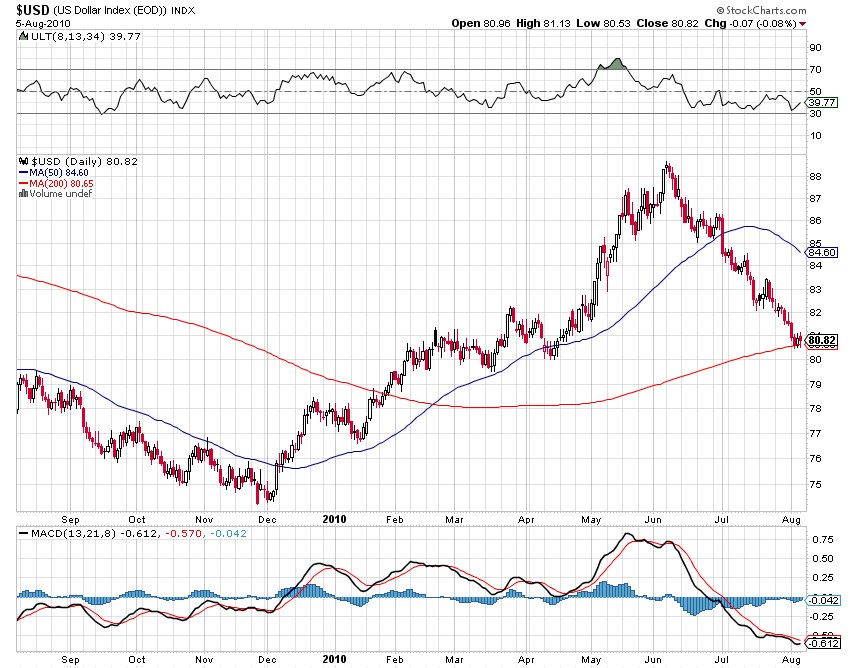 $USD (US Dollar Index (EOD)) INDX
© StockCharts.com
5-Aug-2010
Open 80.96 High 81.13 Low 80.53 Close 80.82 Chg -0.07 (-0.08%)
ULT(8,13,34) 39.77
90
70
50
39.77
30
10
$USD (Daily) 80.82
MA(50) 84.60
MA(200) 80.65
Volume undef
88
87
86
85
84.60
84
83
82
81
80.82
80
79
78
77
76
75
Sep Oct Nov Dec 2010 Feb Mar Apr May Jun Jul Aug
MACD(13,21,8) -0.612, -0.570, -0.042
0.75
0.50
0.25
-0.042
-0.25
-0.612
Sep Oct Nov Dec 2010 Feb Mar Apr May Jun Jul Aug